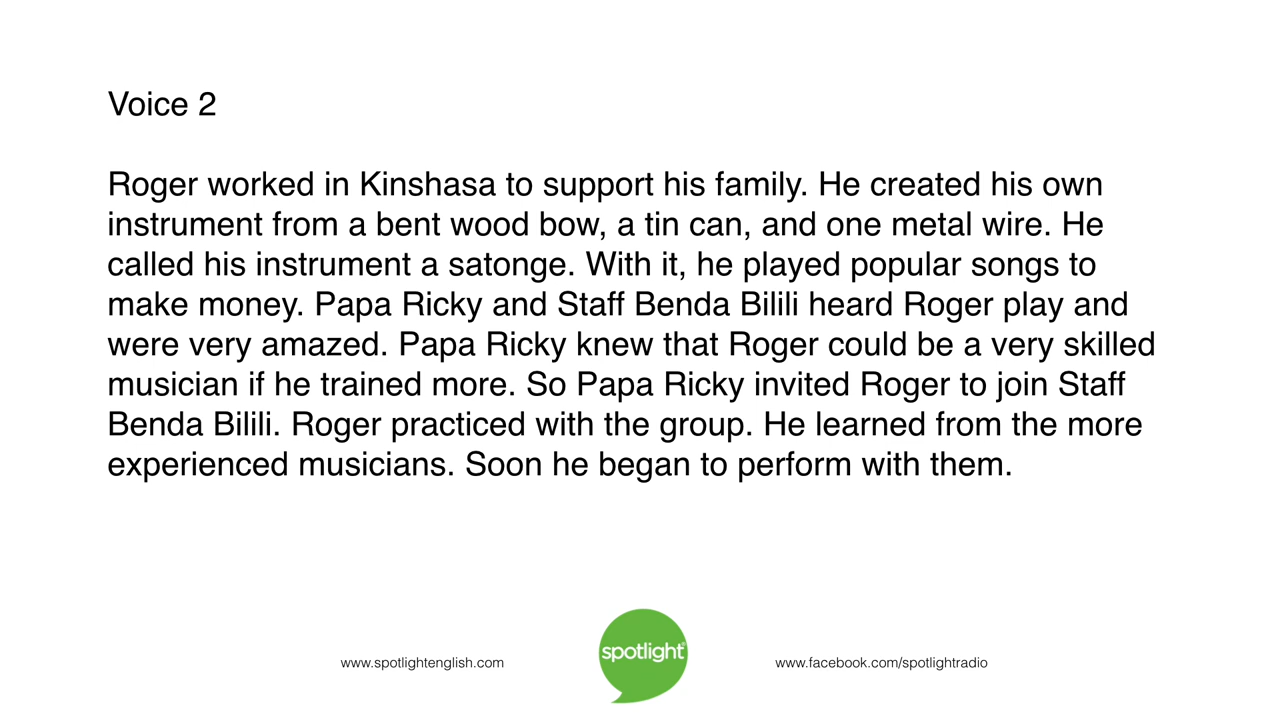 Voice 2
Roger worked in Kinshasa to support his family. He created his own
instrument from a bent wood bow, a tin can, and one metal wire. He
called his instrument a satonge. With it, he played popular songs to
make money. Papa Ricky and Staff Benda Bilili heard Roger play and
were very amazed. Papa Ricky knew that Roger could be a very skilled
musician if he trained more. So Papa Ricky invited Roger to join Staff
Benda Bilili. Roger practiced with the group. He learned from the more
experienced musicians. Soon he began to perform with them.
www.spotlightenglish.com
spotlight
www.facebook.com/spotlightradio